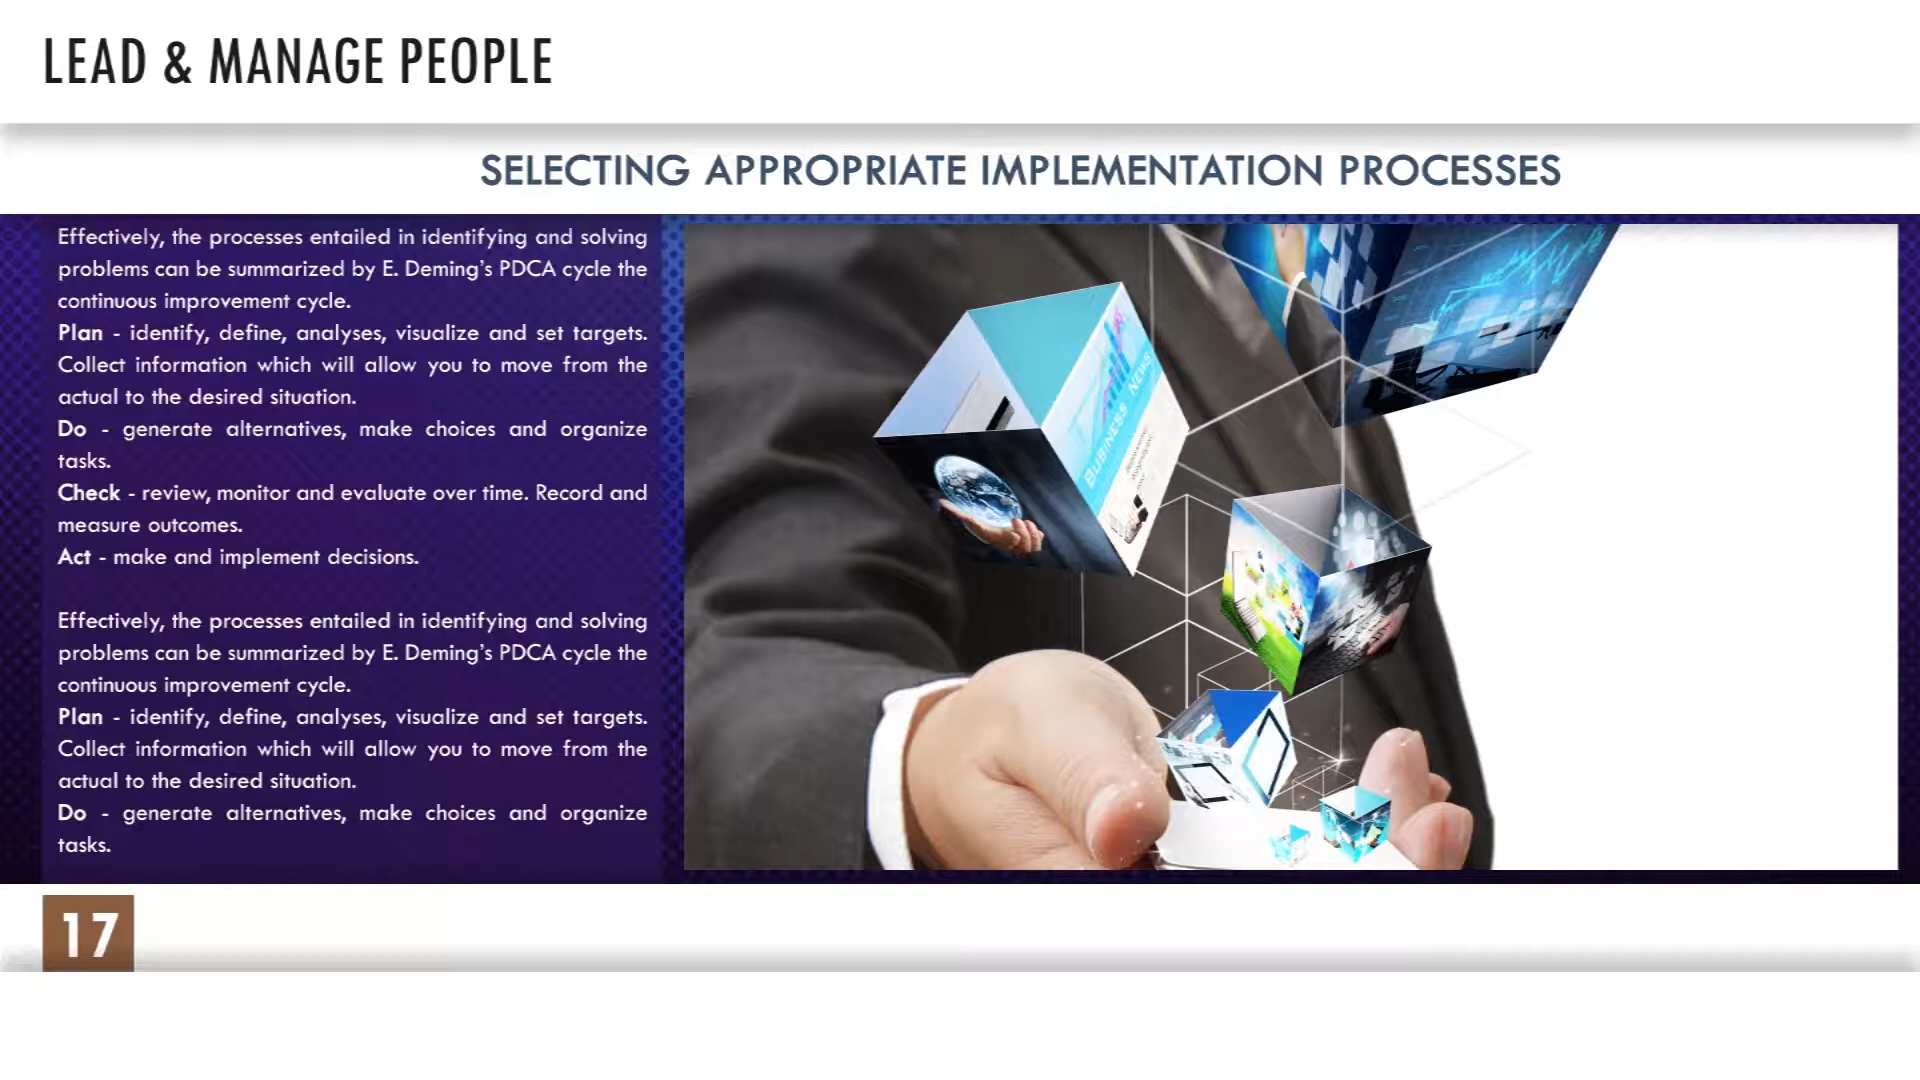 LEAD & MANAGE PEOPLE
SELECTING APPROPRIATE IMPLEMENTATION PROCESSES
Effectively, the processes entailed in identifying and solving
problems can be summarized by E. Deming's PDCA cycle the
continuous improvement cycle.
Plan - identify, define, analyses, visualize and set targets.
Collect information which will allow you to move from the
actual to the desired situation.
Do - generate alternatives, make choices and organize
tasks.
Check - review, monitor and evaluate over time. Record and
measure outcomes.
Act - make and implement decisions.
Effectively, the processes entailed in identifying and solving
problems can be summarized by E. Deming's PDCA cycle the
continuous improvement cycle.
Plan - identify, define, analyses, visualize and set targets.
Collect information which will allow you to move from the
actual to the desired situation.
Do - generate alternatives, make choices and organize
tasks.
BUSINESS NEWS
17